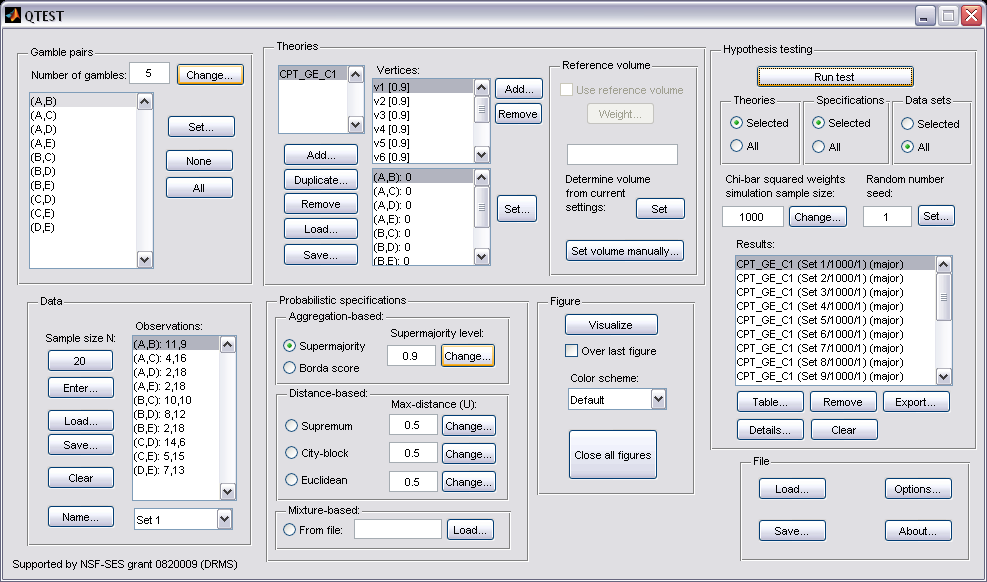 QTEST
Gamble pairs
Number of gambles: 5 Change...
(A,B)
(A,C)
(A,D)
(A,E)
(B,C)
(B,D)
(B,E)
(C,D)
(C,E)
(D,E)
Set...
None
All
Theories
CPT_GE_C1
Add...
Duplicate...
Remove
Load...
Save...
Vertices:
v1 [0.9]
v2 [0.9]
v3 [0.9]
v4 [0.9]
v5 [0.9]
v6 [0.9]
Add...
Remove
(A,B): 0
(A,C): 0
(A,D): 0
(A,E): 0
(B,C): 0
(B,D): 0
(B,E): 0
Set...
Reference volume
Use reference volume
Weight...
Determine volume
from current
settings:
Set
Set volume manually...
Hypothesis testing
Run test
Theories
Selected
All
Specifications
Selected
All
Data sets
Selected
All
Chi-bar squared weights
simulation sample size:
1000 Change...
Random number
seed:
1 Set...
Results:
CPT_GE_C1 (Set 1/1000/1) (major)
CPT_GE_C1 (Set 2/1000/1) (major)
CPT_GE_C1 (Set 3/1000/1) (major)
CPT_GE_C1 (Set 4/1000/1) (major)
CPT_GE_C1 (Set 5/1000/1) (major)
CPT_GE_C1 (Set 6/1000/1) (major)
CPT_GE_C1 (Set 7/1000/1) (major)
CPT_GE_C1 (Set 8/1000/1) (major)
CPT_GE_C1 (Set 9/1000/1) (major)
Table... Remove Export...
Details... Clear
Data
Sample size N:
20
Enter...
Load...
Save...
Clear
Name...
Observations:
(A,B): 11,9
(A,C): 4,16
(A,D): 2,18
(A,E): 2,18
(B,C): 10,10
(B,D): 8,12
(B,E): 2,18
(C,D): 14,6
(C,E): 5,15
(D,E): 7,13
Set 1
Probabilistic specifications
Aggregation-based:
Supermajority level:
Supermajority 0.9 Change...
Borda score
Distance-based:
Max-distance (U):
Supremum 0.5 Change...
City-block 0.5 Change...
Euclidean 0.5 Change...
Mixture-based:
From file: Load...
Figure
Visualize
Over last figure
Color scheme:
Default
Close all figures
File
Load... Options...
Save... About...
Supported by NSF-SES grant 0820009 (DRMS)